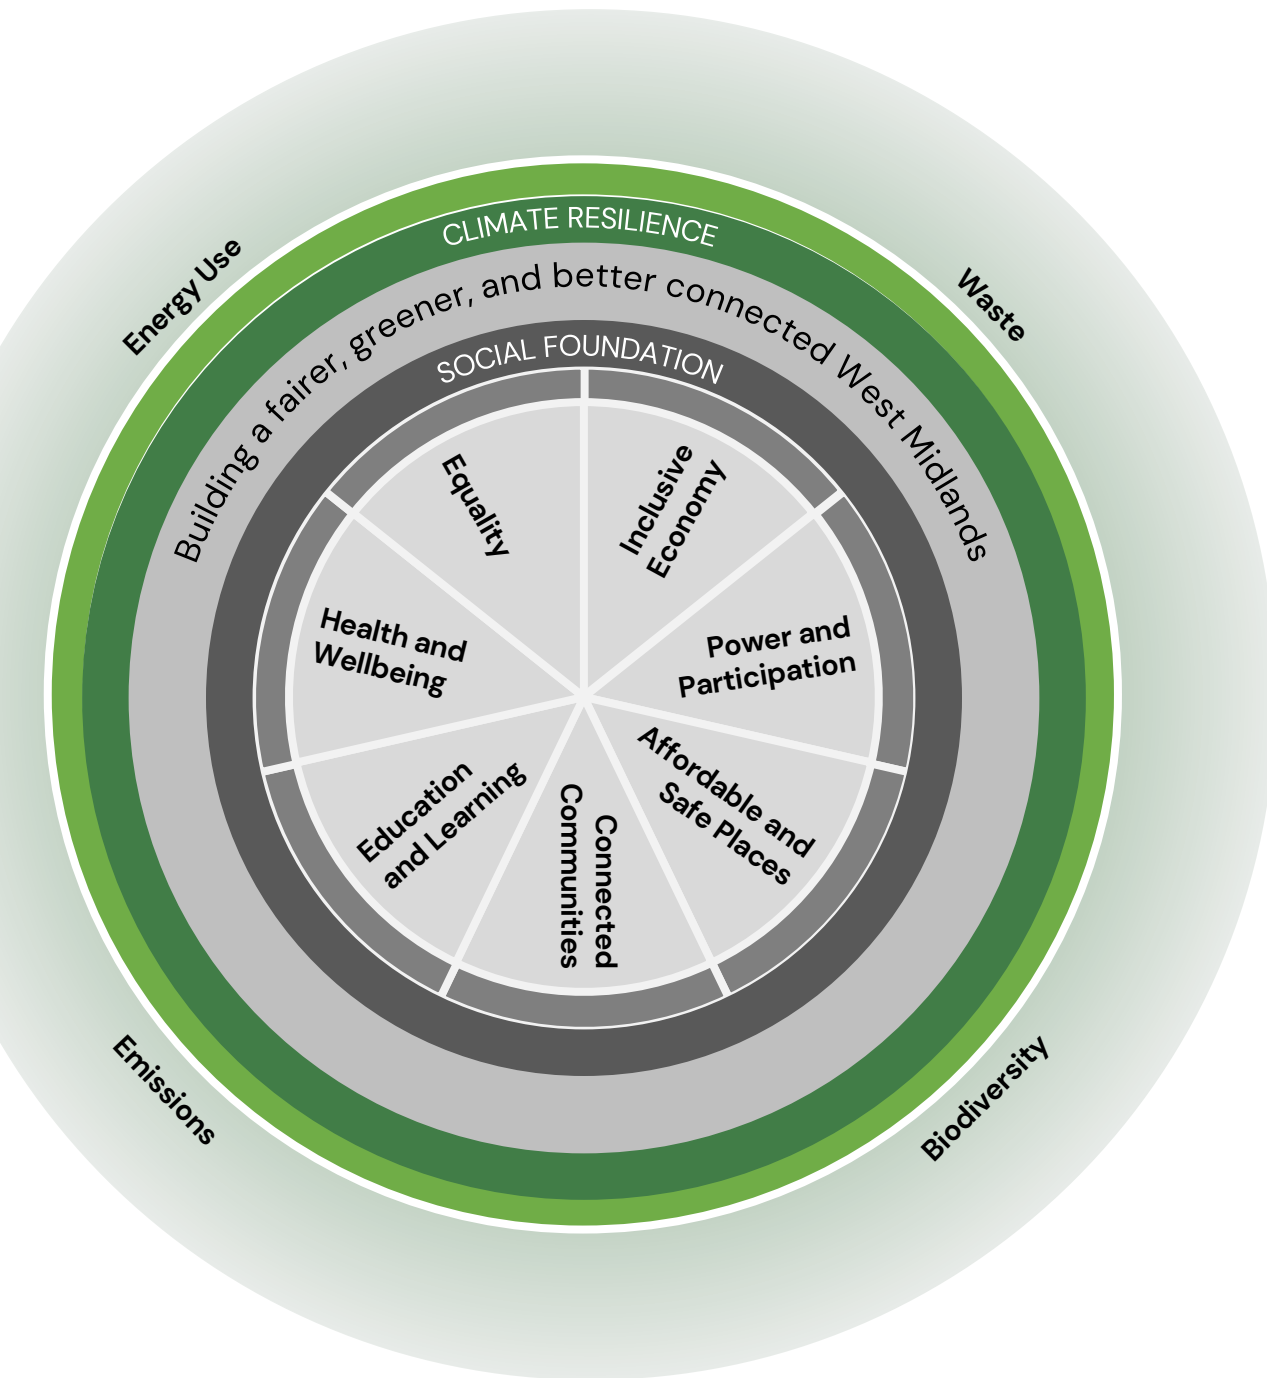 Energy Use
Waste
CLIMATE RESILIENCE
Building a fairer, greener, and better connected West Midlands
SOCIAL FOUNDATION
Equality
Inclusive
Economy
Health and
Wellbeing
Power and
Participation
Education
and Learning
Connected
Communities
Affordable and
Safe Places
Emissions
Biodiversity